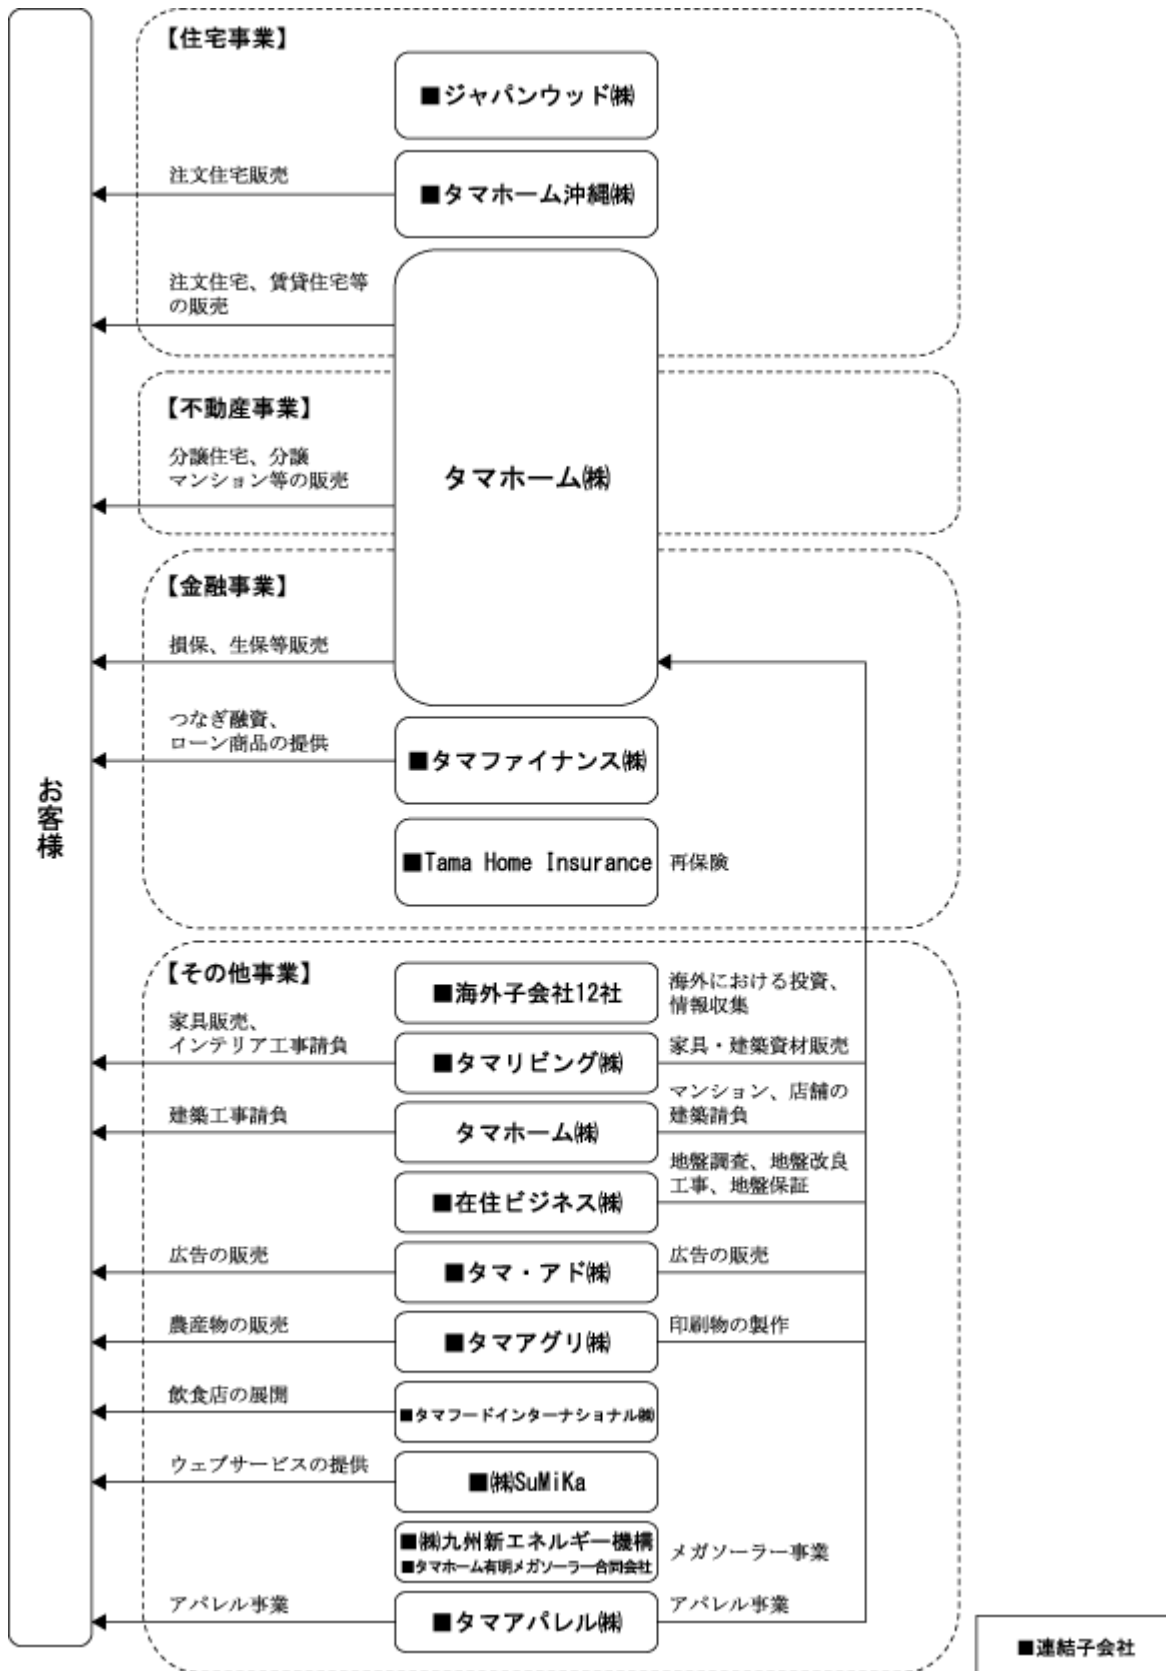 お客様
【住宅事業】
■ジャパンウッド㈱
注文住宅販売
■タマホーム沖縄㈱
注文住宅、賃貸住宅等
の販売
【不動産事業】
分譲住宅、分譲
マンション等の販売
タマホーム㈱
【金融事業】
損保、生保等販売
つなぎ融資、
ローン商品の提供
■タマファイナンス㈱
■Tama Home Insurance
再保険
【その他事業】
■海外子会社12社
海外における投資、
情報収集
家具販売、
インテリア工事請負
■タマリビング㈱
家具・建築資材販売
建築工事請負
タマホーム㈱
マンション、店舗の
建築請負
■在住ビジネス㈱
地盤調査、地盤改良
工事、地盤保証
広告の販売
■タマ・アド㈱
広告の販売
農産物の販売
■タマアグリ㈱
印刷物の製作
飲食店の展開
■タマフードインターナショナル㈱
ウェブサービスの提供
■㈱SuMiKa
■㈱九州新エネルギー機構
■タマホーム有明メガソーラー合同会社
メガソーラー事業
アパレル事業
■タマアパレル㈱
アパレル事業
■連結子会社